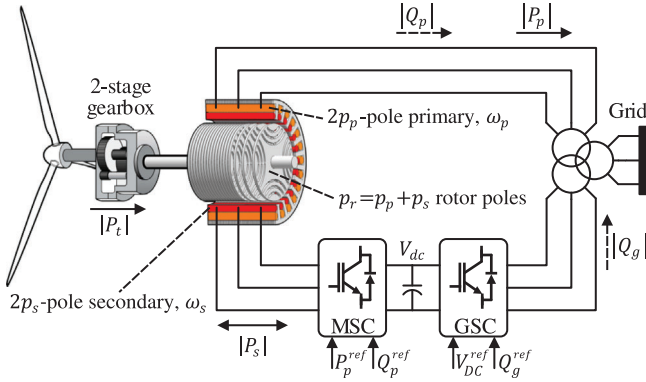 |Q_p| |P_p|
2-stage
gearbox
2p_p-pole primary, ω_p
Grid
p_r=p_p+p_s rotor poles
|P_t|
V_dc
|Q_g|
2p_s-pole secondary, ω_s
MSC GSC
|P_s|
P_p^ref Q_p^ref V_DC^ref Q_g^ref